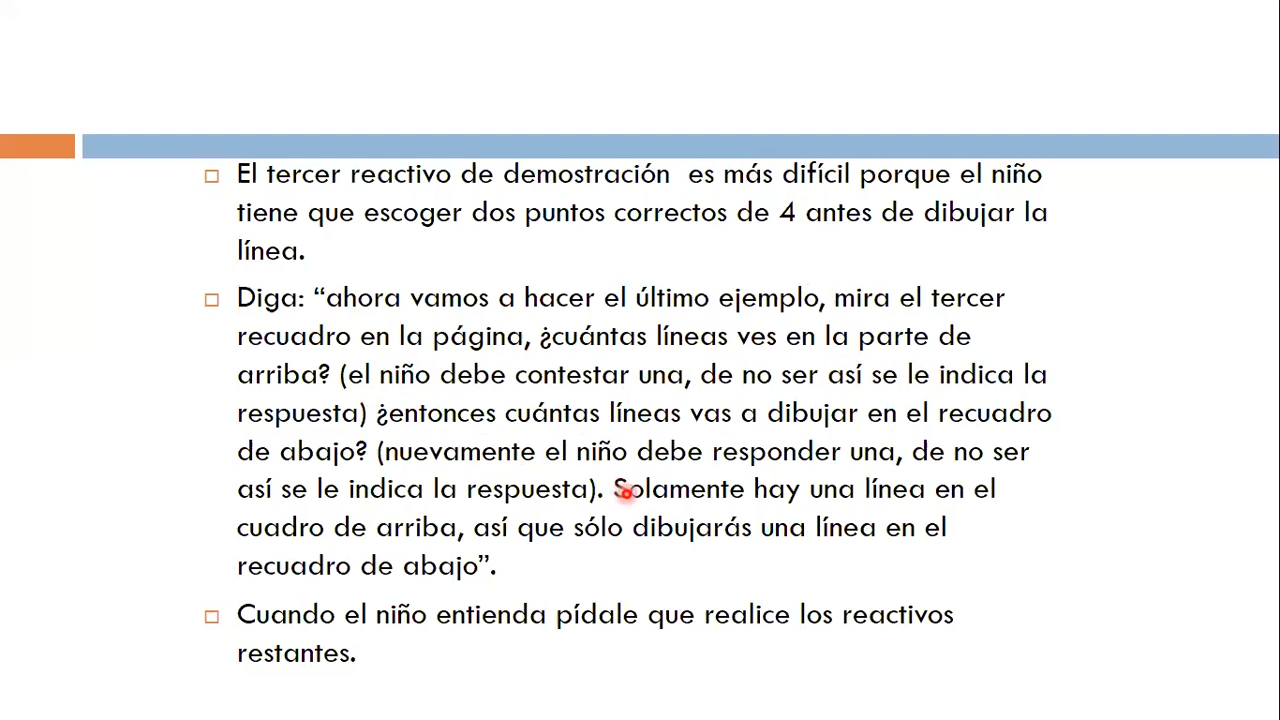 El tercer reactivo de demostración es más difícil porque el niño
tiene que escoger dos puntos correctos de 4 antes de dibujar la
línea.
Diga: “ahora vamos a hacer el último ejemplo, mira el tercer
recuadro en la página, ¿cuántas líneas ves en la parte de
arriba? (el niño debe contestar una, de no ser así se le indica la
respuesta) ¿entonces cuántas líneas vas a dibujar en el recuadro
de abajo? (nuevamente el niño debe responder una, de no ser
así se le indica la respuesta). Solamente hay una línea en el
cuadro de arriba, así que sólo dibujarás una línea en el
recuadro de abajo”.
Cuando el niño entienda pídale que realice los reactivos
restantes.